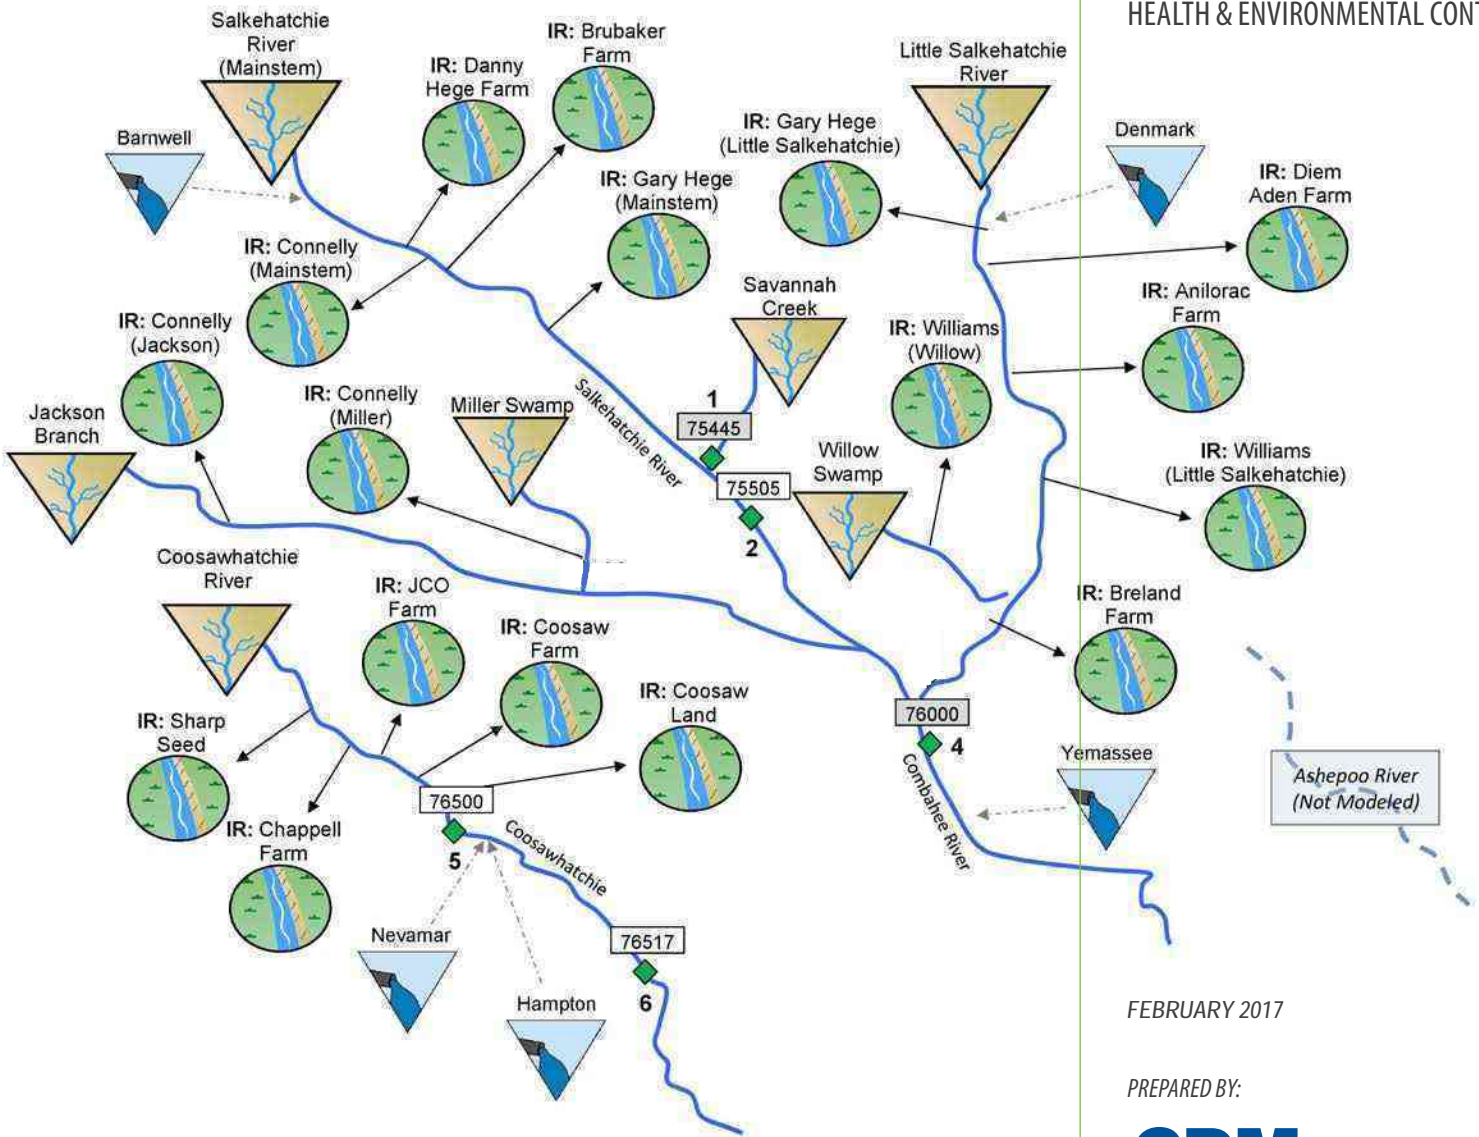 HEALTH & ENVIRONMENTAL CONT
Salkehatchie
River
(Mainstem)
IR: Danny
Hege Farm
IR: Brubaker
Farm
Little Salkehatchie
River
Barnwell
IR: Gary Hege
(Little Salkehatchie)
Denmark
IR: Diem
Aden Farm
IR: Gary Hege
(Mainstem)
IR: Connelly
(Mainstem)
Savannah
Creek
IR: Anilorac
Farm
IR: Connelly
(Jackson)
IR: Williams
(Willow)
IR: Connelly
(Miller)
Miller Swamp
Salkehatchie River
1
75445
Jackson
Branch
Willow
Swamp
IR: Williams
(Little Salkehatchie)
75505
2
Coosawhatchie
River
IR: JCO
Farm
IR: Coosaw
Farm
IR: Breland
Farm
IR: Coosaw
Land
IR: Sharp
Seed
76000
4
Yemassee
Combahee River
Ashepoo River
(Not Modeled)
76500
IR: Chappell
Farm
5
Coosawhatchie
Nevamar
76517
6
Hampton
FEBRUARY 2017
PREPARED BY:
CDM